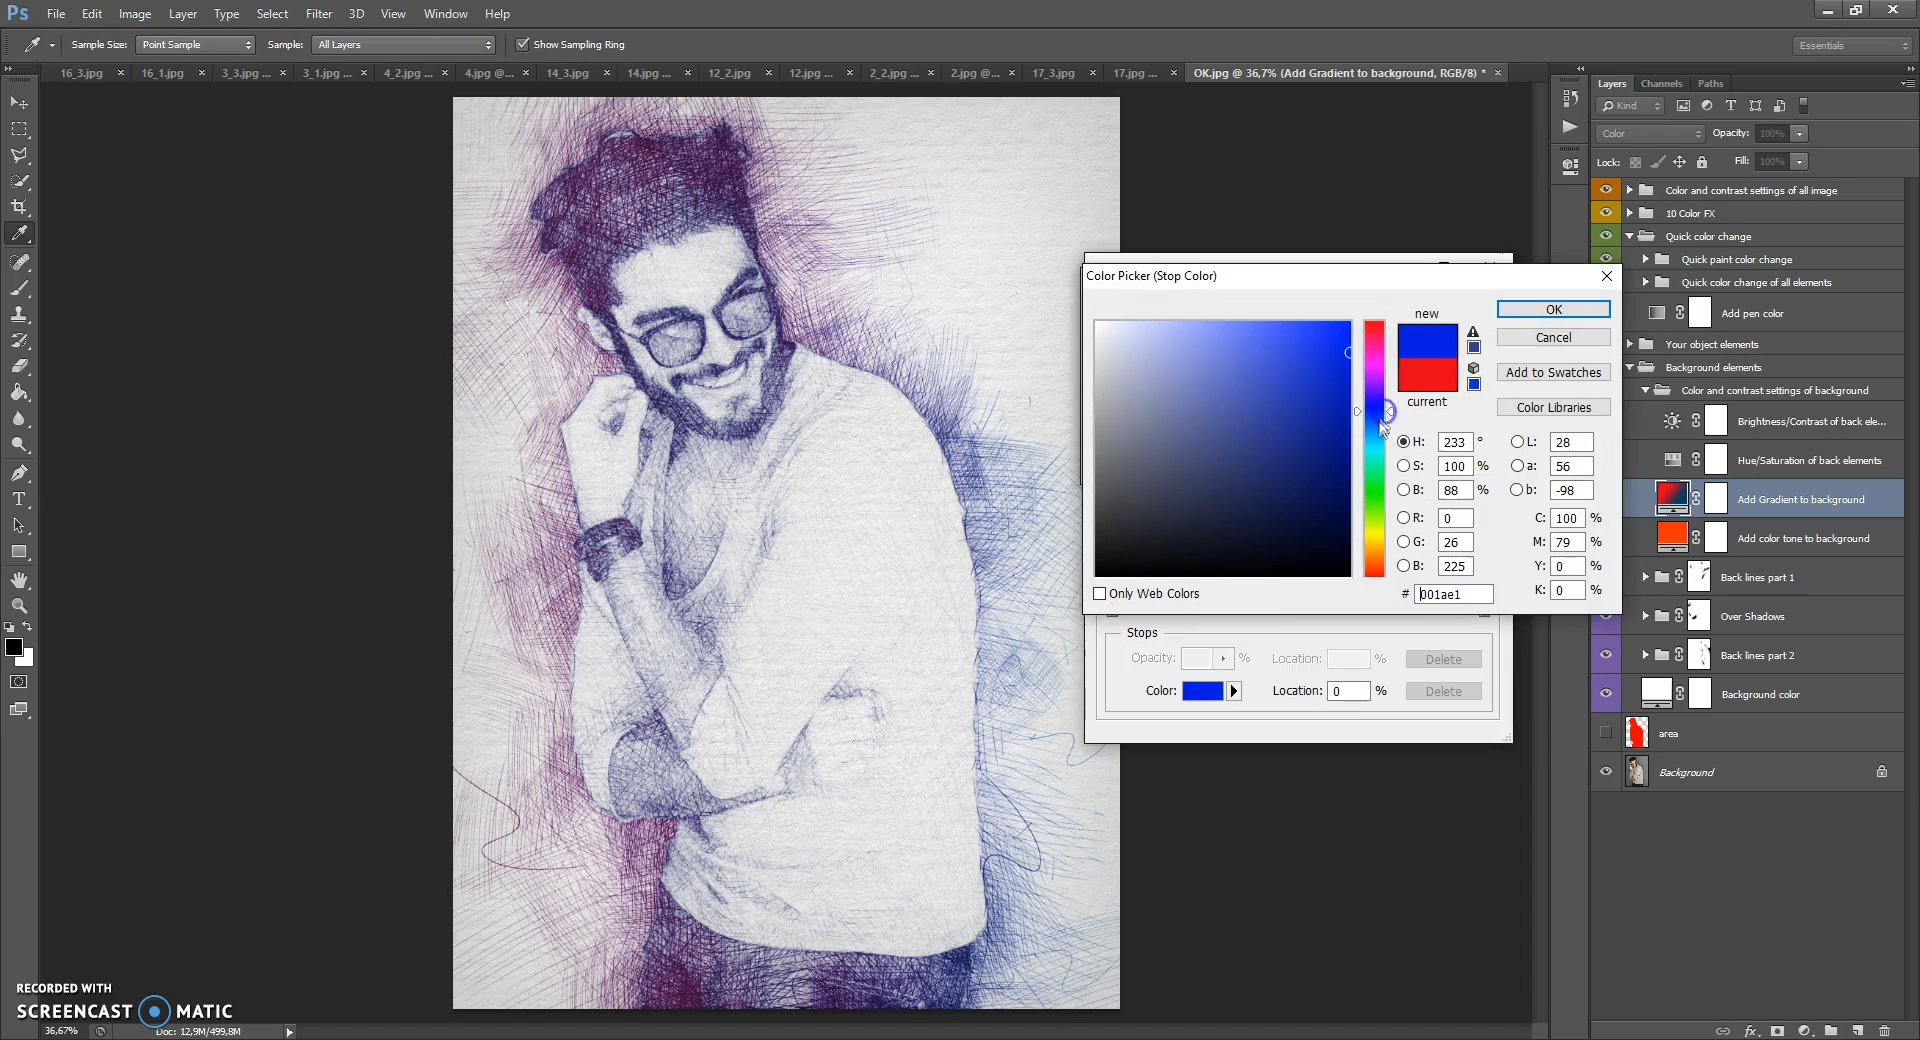 Ps File Edit Image Layer Type Select Filter 3D View Window Help
Sample Size: Point Sample Sample: All Layers Show Sampling Ring Essentials
16_3.jpg × 16_1.jpg × 3_3.jpg ... × 3_1.jpg ... × 4_2.jpg ... × 4.jpg @... × 14_3.jpg × 14.jpg ... × 12_2.jpg × 12.jpg ... × 2_2.jpg ... × 2.jpg @... × 17_3.jpg × 17.jpg ... × OK.jpg @ 36,7% (Add Gradient to background, RGB/8) * ×
Layers Channels Paths
Kind
Color Opacity: 100%
Lock: Fill: 100%
Color and contrast settings of all image
10 Color FX
Quick color change
Quick paint color change
Quick color change of all elements
Add pen color
Your object elements
Background elements
Color and contrast settings of background
Brightness/Contrast of back ele...
Hue/Saturation of back elements
Add Gradient to background
Add color tone to background
Back lines part 1
Over Shadows
Back lines part 2
Background color
area
Background
Color Picker (Stop Color)
new
current
OK
Cancel
Add to Swatches
Color Libraries
H: 233 ° L: 28
S: 100 % a: 56
B: 88 % b: -98
R: 0 C: 100 %
G: 26 M: 79 %
B: 225 Y: 0 %
# 001ae1 K: 0 %
Only Web Colors
Stops
Opacity: % Location: % Delete
Color: Location: 0 % Delete
RECORDED WITH
SCREENCAST MATIC
36,67% Doc: 12,9M/499,8M